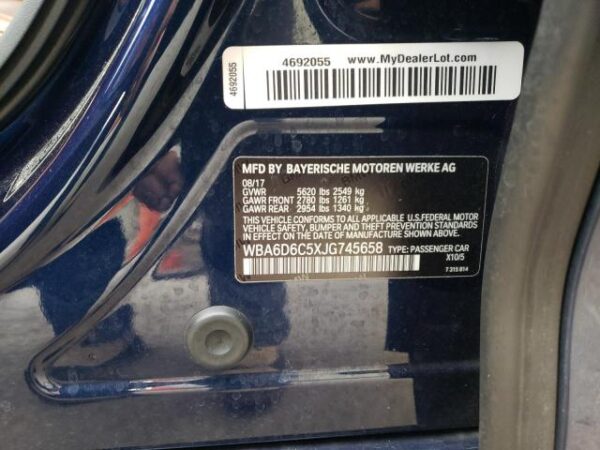 4692055 www.MyDealerLot.com
4692055
MFD BY BAYERISCHE MOTOREN WERKE AG
08/17
GVWR 5620 lbs 2549 kg
GAWR FRONT 2780 lbs 1261 kg
GAWR REAR 2954 lbs 1340 kg
THIS VEHICLE CONFORMS TO ALL APPLICABLE U.S.FEDERAL MOTOR
VEHICLE SAFETY, BUMPER AND THEFT PREVENTION STANDARDS
IN EFFECT ON THE DATE OF MANUFACTURE SHOWN ABOVE.
WBA6D6C5XJG745658 TYPE: PASSENGER CAR
X10/5
7 315 814